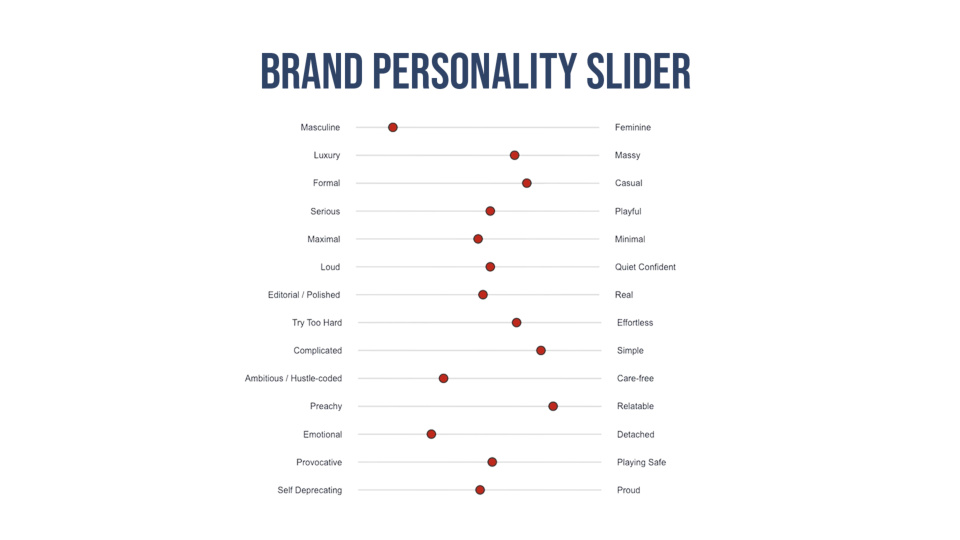 BRAND PERSONALITY SLIDER
Masculine Feminine
Luxury Massy
Formal Casual
Serious Playful
Maximal Minimal
Loud Quiet Confident
Editorial / Polished Real
Try Too Hard Effortless
Complicated Simple
Ambitious / Hustle-coded Care-free
Preachy Relatable
Emotional Detached
Provocative Playing Safe
Self Deprecating Proud